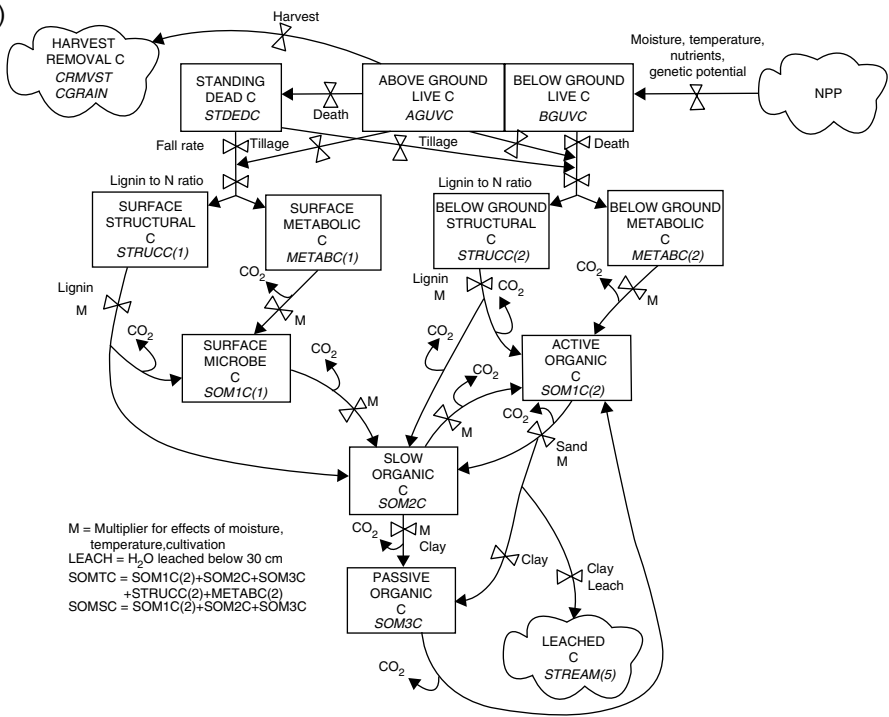 )
Harvest
HARVEST
REMOVAL C
CRMVST
CGRAIN
STANDING
DEAD C
STDEDC
Death
ABOVE GROUND
LIVE C
AGUVC
BELOW GROUND
LIVE C
BGUVC
Moisture, temperature,
nutrients,
genetic potential
NPP
Fall rate
Tillage
Tillage
Death
Lignin to N ratio
Lignin to N ratio
SURFACE
STRUCTURAL
C
STRUCC(1)
SURFACE
METABOLIC
C
METABC(1)
BELOW GROUND
STRUCTURAL
C
STRUCC(2)
BELOW GROUND
METABOLIC
C
METABC(2)
Lignin
M
CO2
M
Lignin
M
CO2
CO2
M
CO2
SURFACE
MICROBE
C
SOM1C(1)
CO2
M
CO2
CO2
M
ACTIVE
ORGANIC
C
SOM1C(2)
CO2
Sand
M
SLOW
ORGANIC
C
SOM2C
CO2
M
Clay
Clay
Clay
Leach
M = Multiplier for effects of moisture,
temperature,cultivation
LEACH = H2O leached below 30 cm
SOMTC = SOM1C(2)+SOM2C+SOM3C
+STRUCC(2)+METABC(2)
SOMSC = SOM1C(2)+SOM2C+SOM3C
PASSIVE
ORGANIC
C
SOM3C
LEACHED
C
STREAM(5)
CO2